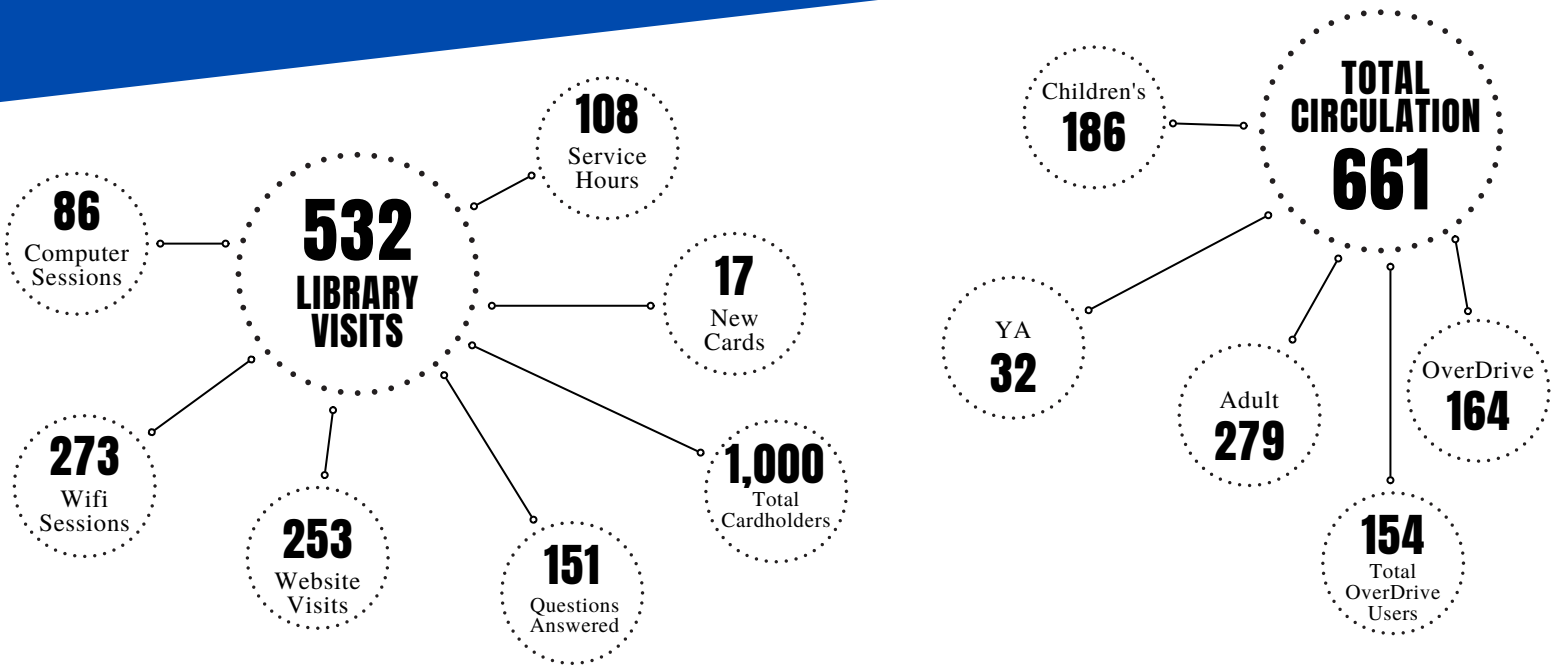 532
LIBRARY
VISITS
108
Service
Hours
86
Computer
Sessions
17
New
Cards
273
Wifi
Sessions
253
Website
Visits
151
Questions
Answered
1,000
Total
Cardholders
TOTAL
CIRCULATION
661
Children's
186
YA
32
Adult
279
OverDrive
164
154
Total
OverDrive
Users